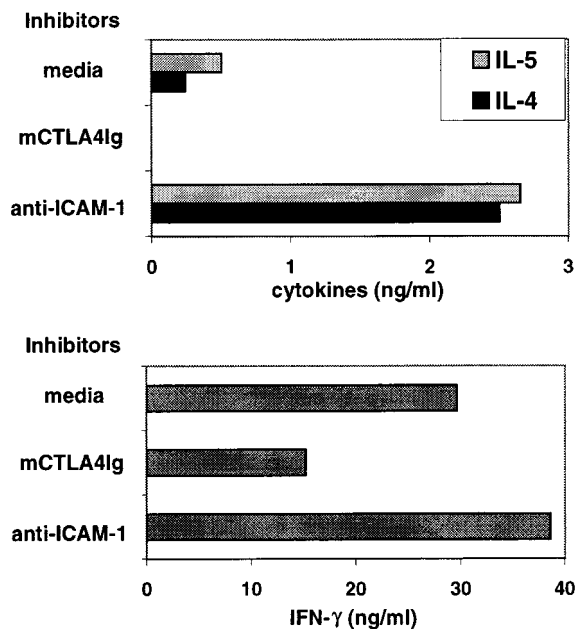 Inhibitors
IL-5
media
IL-4
mCTLA4Ig
anti-ICAM-1
0 1 2 3
cytokines (ng/ml)
Inhibitors
media
mCTLA4Ig
anti-ICAM-1
0 10 20 30 40
IFN-γ (ng/ml)